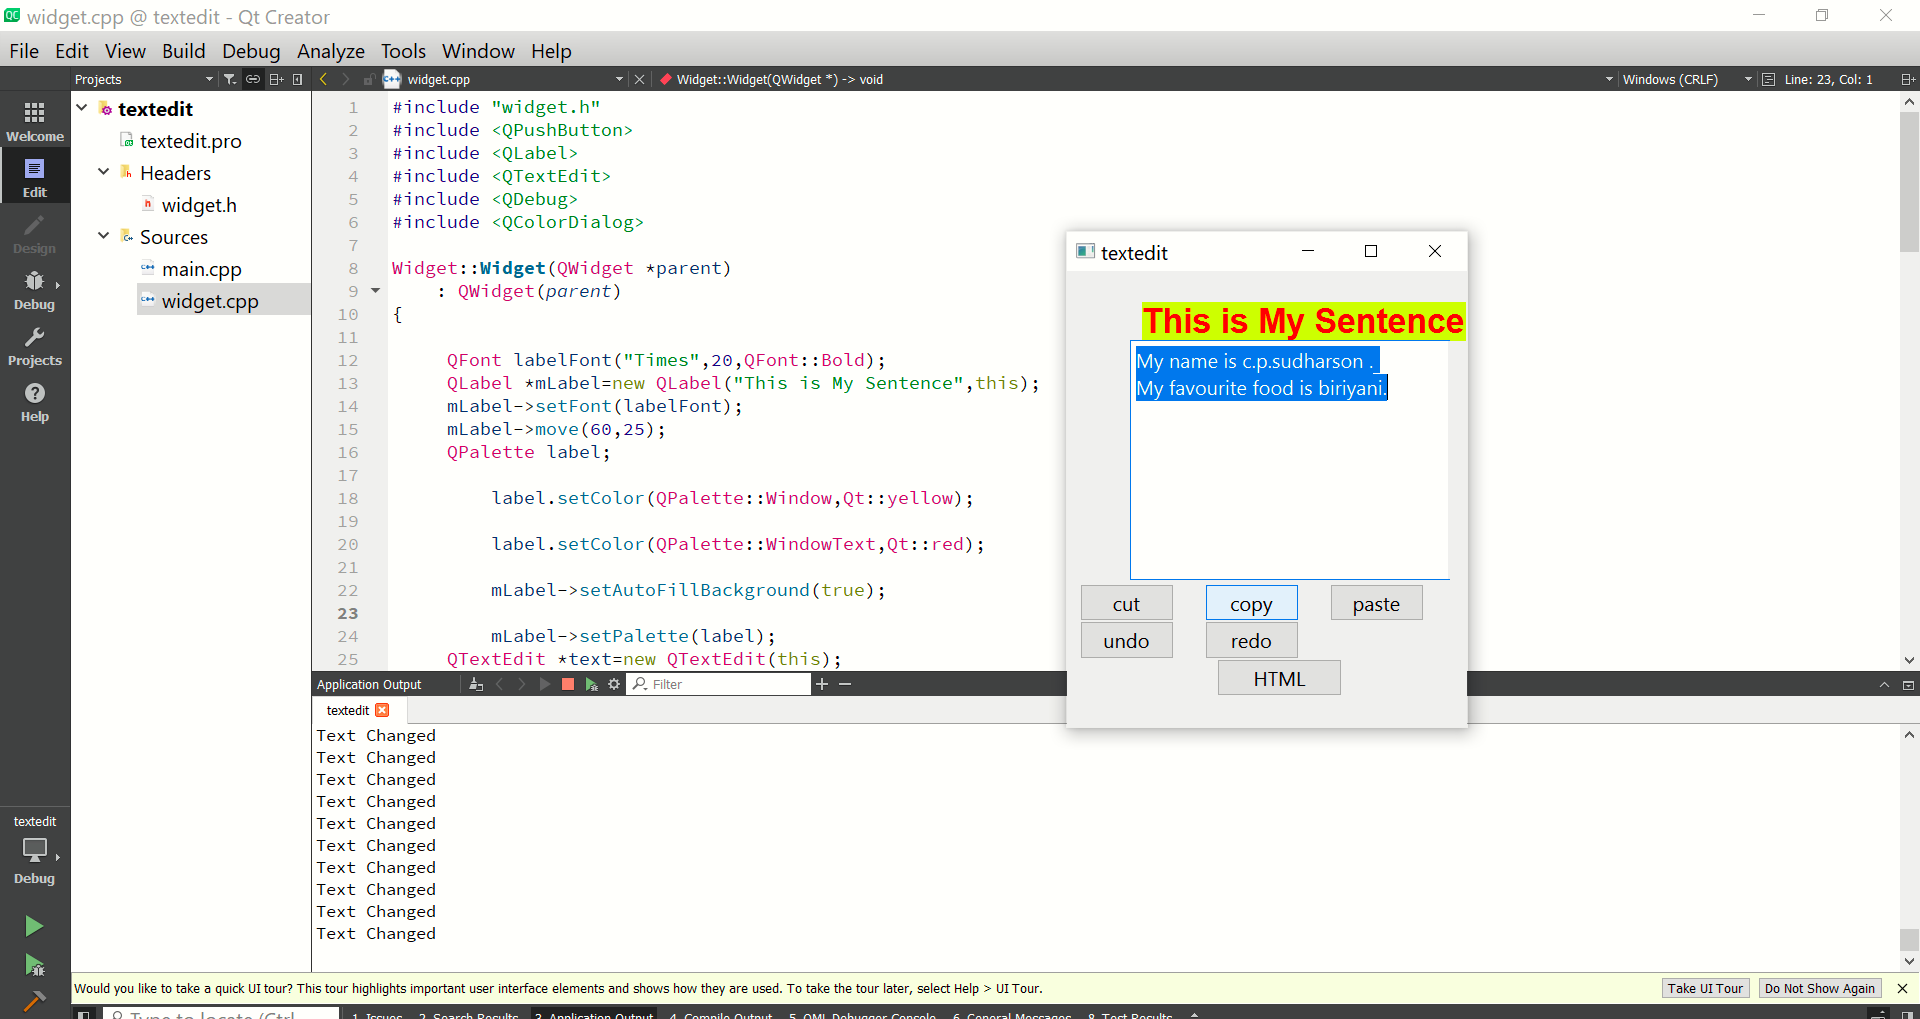 widget.cpp @ textedit - Qt Creator
File Edit View Build Debug Analyze Tools Window Help
Projects
widget.cpp
Widget::Widget(QWidget *) -> void
Windows (CRLF)
Line: 23, Col: 1
Welcome
Edit
Design
Debug
Projects
Help
textedit
Debug
textedit
textedit.pro
Headers
widget.h
Sources
main.cpp
widget.cpp
1 #include "widget.h"
2 #include <QPushButton>
3 #include <QLabel>
4 #include <QTextEdit>
5 #include <QDebug>
6 #include <QColorDialog>
7
8 Widget::Widget(QWidget *parent)
9 : QWidget(parent)
10 {
11
12 QFont labelFont("Times",20,QFont::Bold);
13 QLabel *mLabel=new QLabel("This is My Sentence",this);
14 mLabel->setFont(labelFont);
15 mLabel->move(60,25);
16 QPalette label;
17
18 label.setColor(QPalette::Window,Qt::yellow);
19
20 label.setColor(QPalette::WindowText,Qt::red);
21
22 mLabel->setAutoFillBackground(true);
23
24 mLabel->setPalette(label);
25 QTextEdit *text=new QTextEdit(this);
textedit
This is My Sentence
My name is c.p.sudharson .
My favourite food is biriyani.
cut copy paste
undo redo
HTML
Application Output
Filter
textedit
Text Changed
Text Changed
Text Changed
Text Changed
Text Changed
Text Changed
Text Changed
Text Changed
Text Changed
Text Changed
Would you like to take a quick UI tour? This tour highlights important user interface elements and shows how they are used. To take the tour later, select Help > UI Tour.
Take UI Tour
Do Not Show Again
Type to locate (Ctrl
1 Issues 2 Search Results 3 Application Output 4 Compile Output 5 QML Debugger Console 6 General Messages 8 Test Results